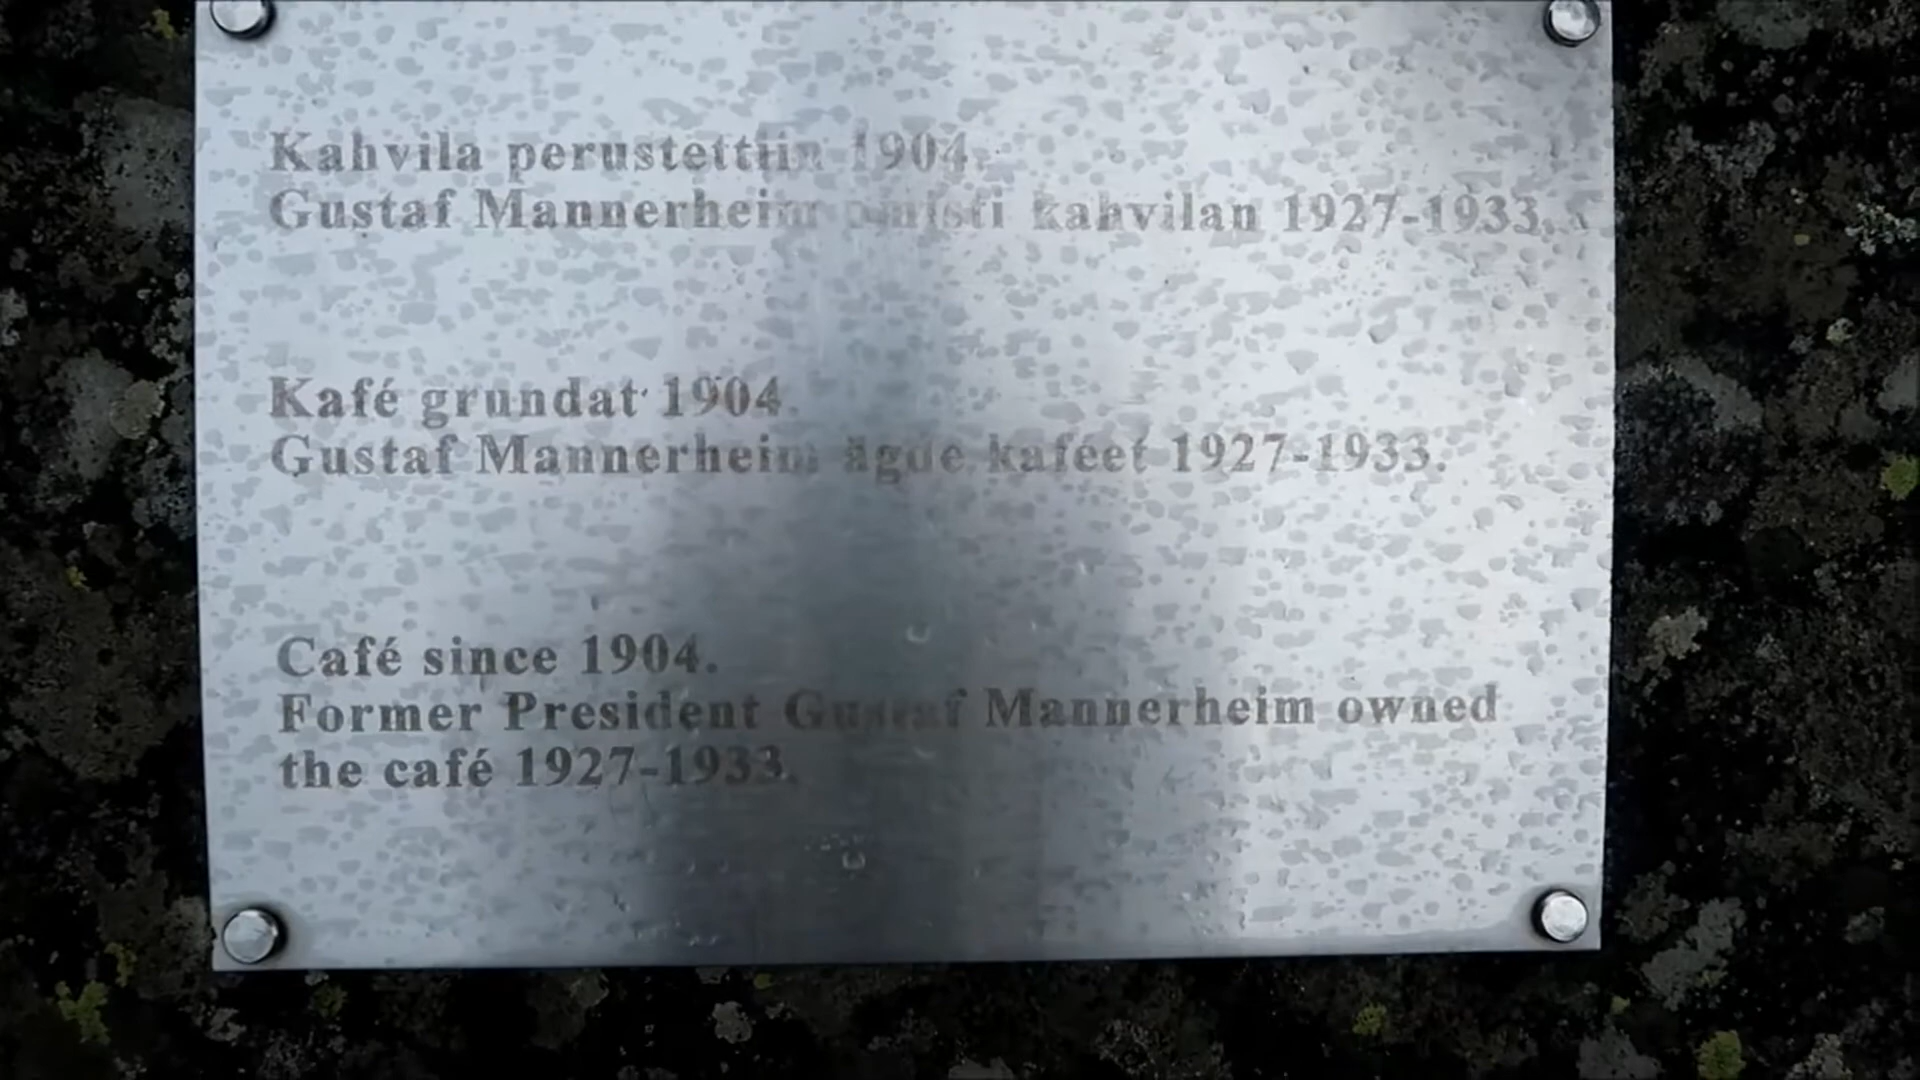 Kahvila perustettiin 1904.
Gustaf Mannerheim omisti kahvilan 1927-1933.
Kafé grundat 1904.
Gustaf Mannerheim ägde kaféet 1927-1933.
Café since 1904.
Former President Gustaf Mannerheim owned
the café 1927-1933.